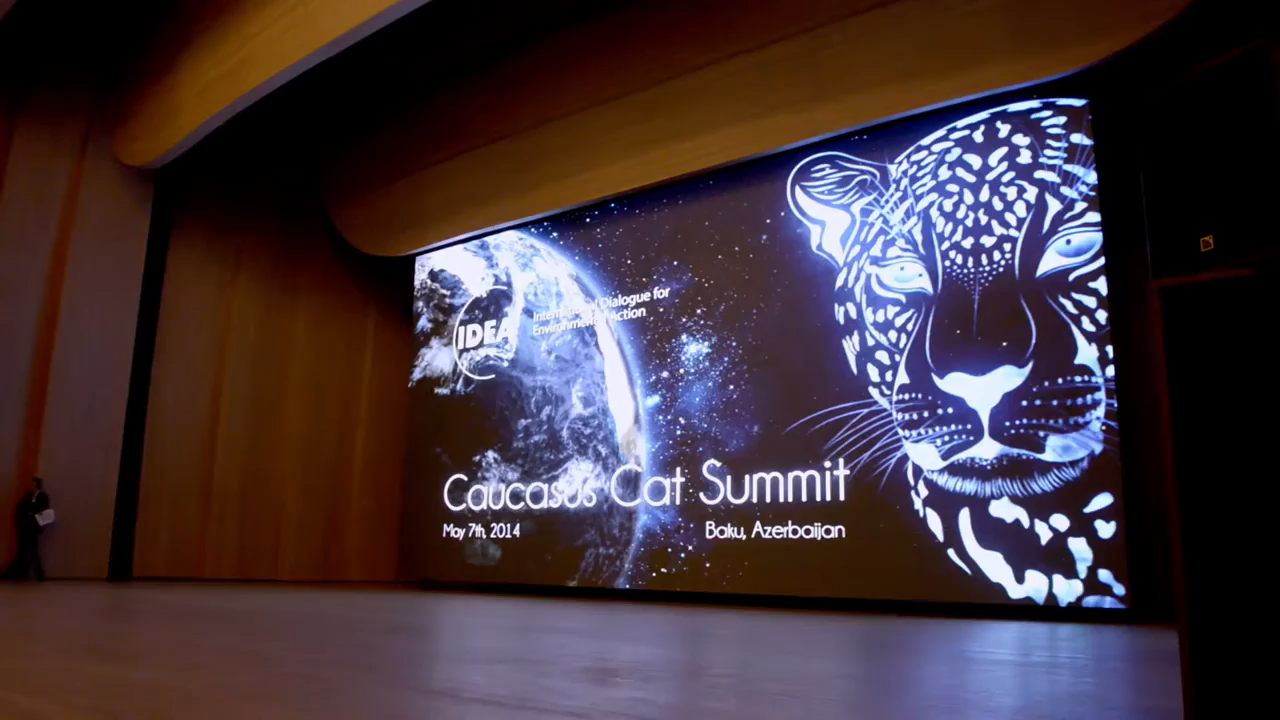 IDEA
International Dialogue for
Environmental Action
Caucasus Cat Summit
May 7th, 2014
Baku, Azerbaijan